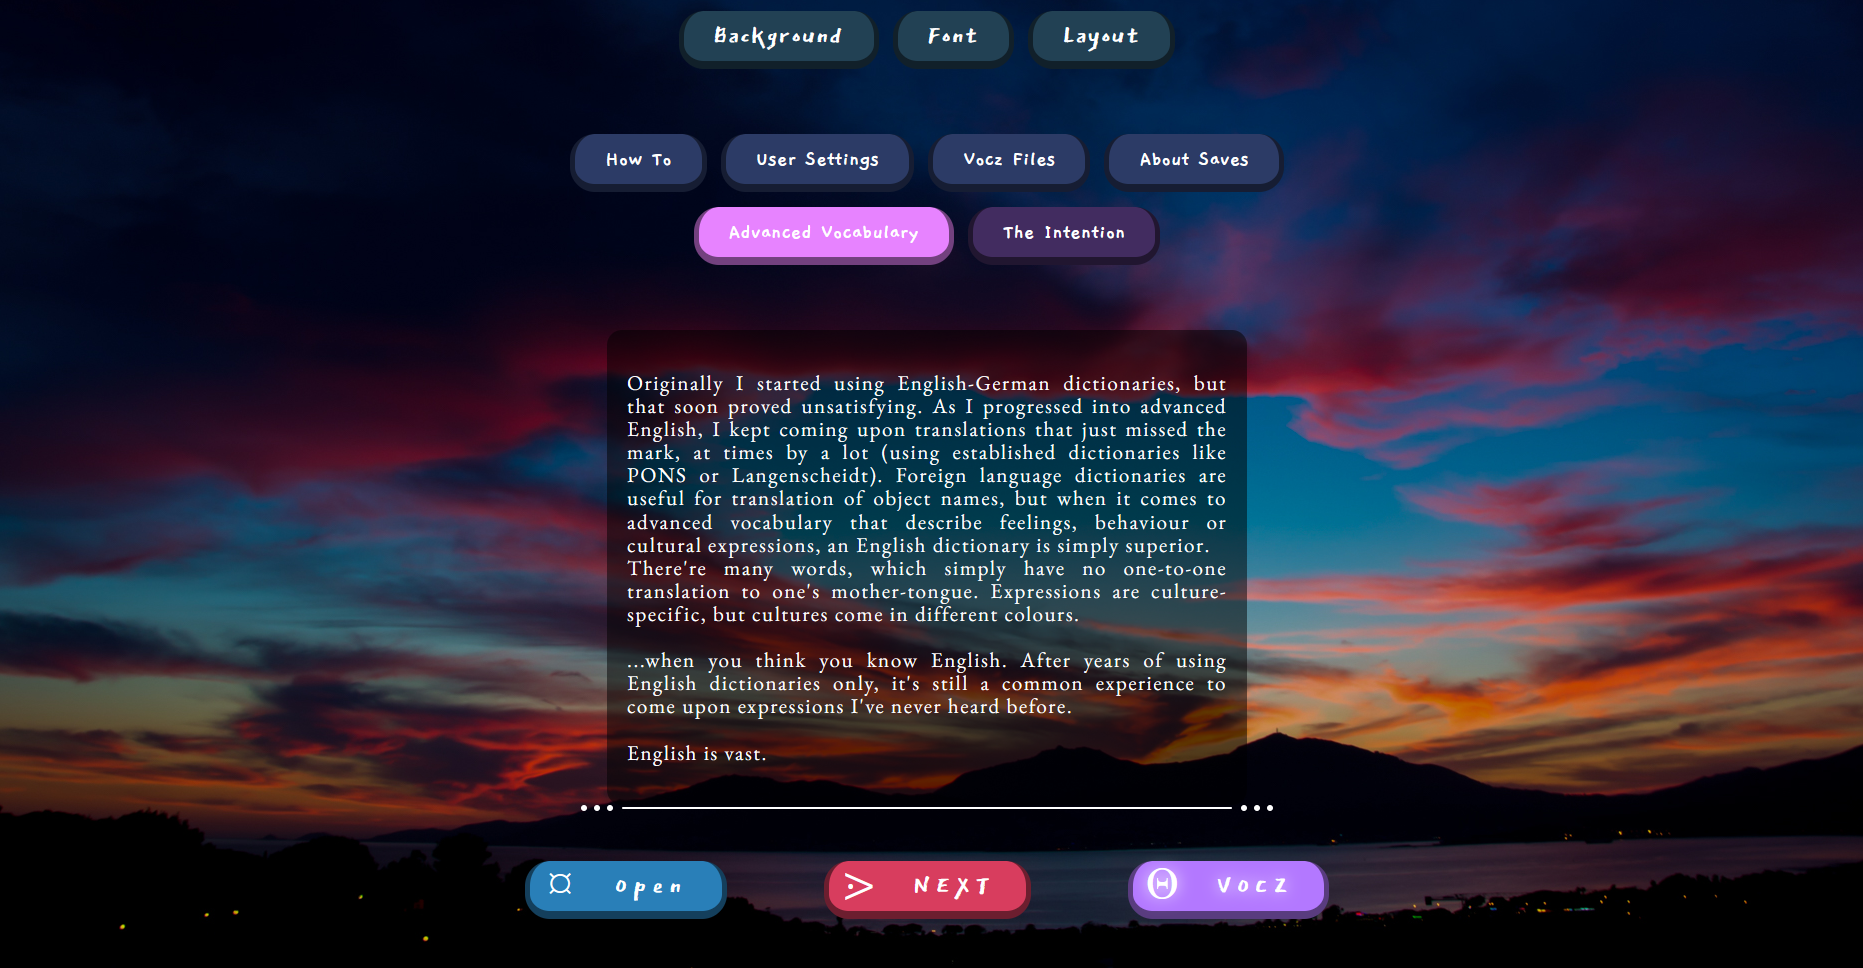 Background Font Layout
How To User Settings Vocz Files About Saves
Advanced Vocabulary The Intention
Originally I started using English-German dictionaries, but
that soon proved unsatisfying. As I progressed into advanced
English, I kept coming upon translations that just missed the
mark, at times by a lot (using established dictionaries like
PONS or Langenscheidt). Foreign language dictionaries are
useful for translation of object names, but when it comes to
advanced vocabulary that describe feelings, behaviour or
cultural expressions, an English dictionary is simply superior.
There're many words, which simply have no one-to-one
translation to one's mother-tongue. Expressions are culture-
specific, but cultures come in different colours.
...when you think you know English. After years of using
English dictionaries only, it's still a common experience to
come upon expressions I've never heard before.
English is vast.
Open NEXT VOCZ